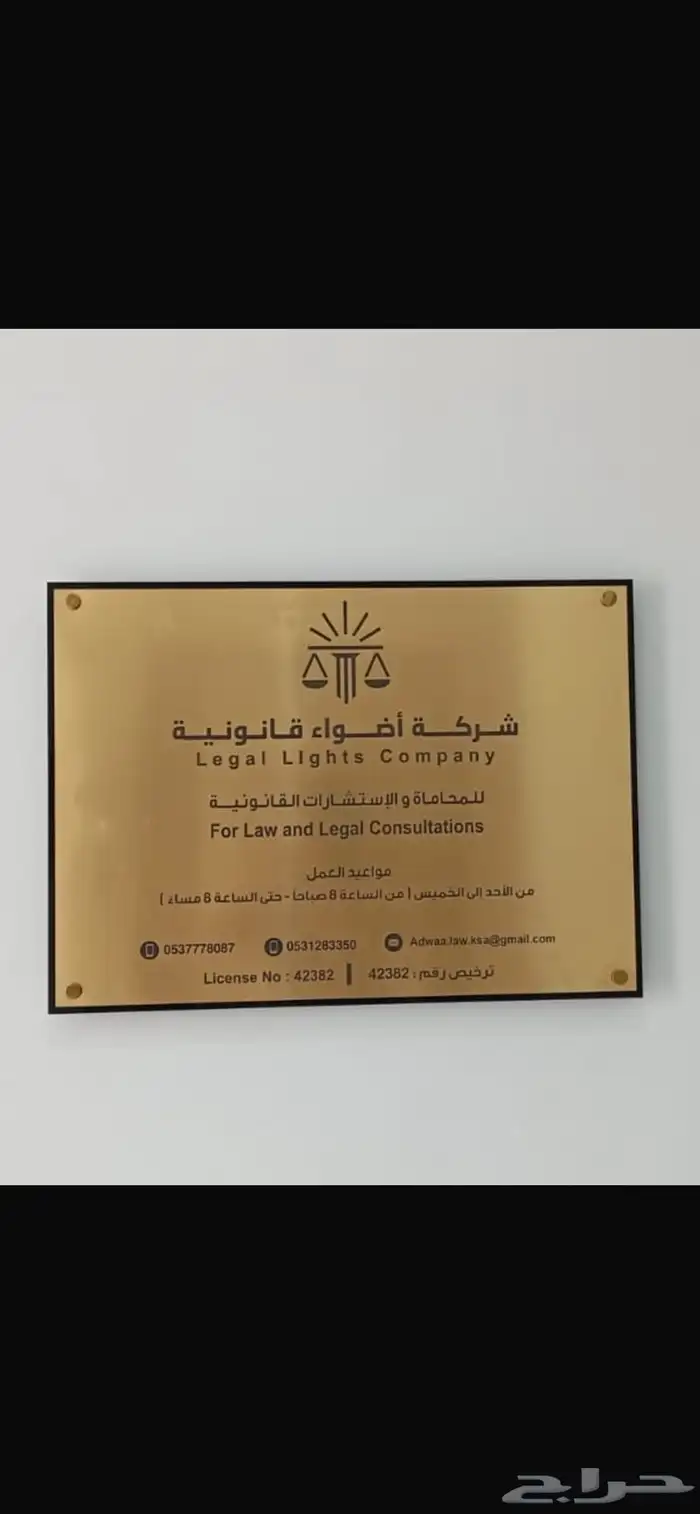 شركة أضواء قانونية
Legal LIghts Company
للمحاماة و الإستشارات القانونية
For Law and Legal Consultations
مواعيد العمل
من الأحد إلى الخميس ( من الساعة 8 صباحاً - حتى الساعة 8 مساءً )
0537778087 0531283350 Adwaa.law.ksa@gmail.com
License No : 42382 | ترخيص رقم : 42382
حراج